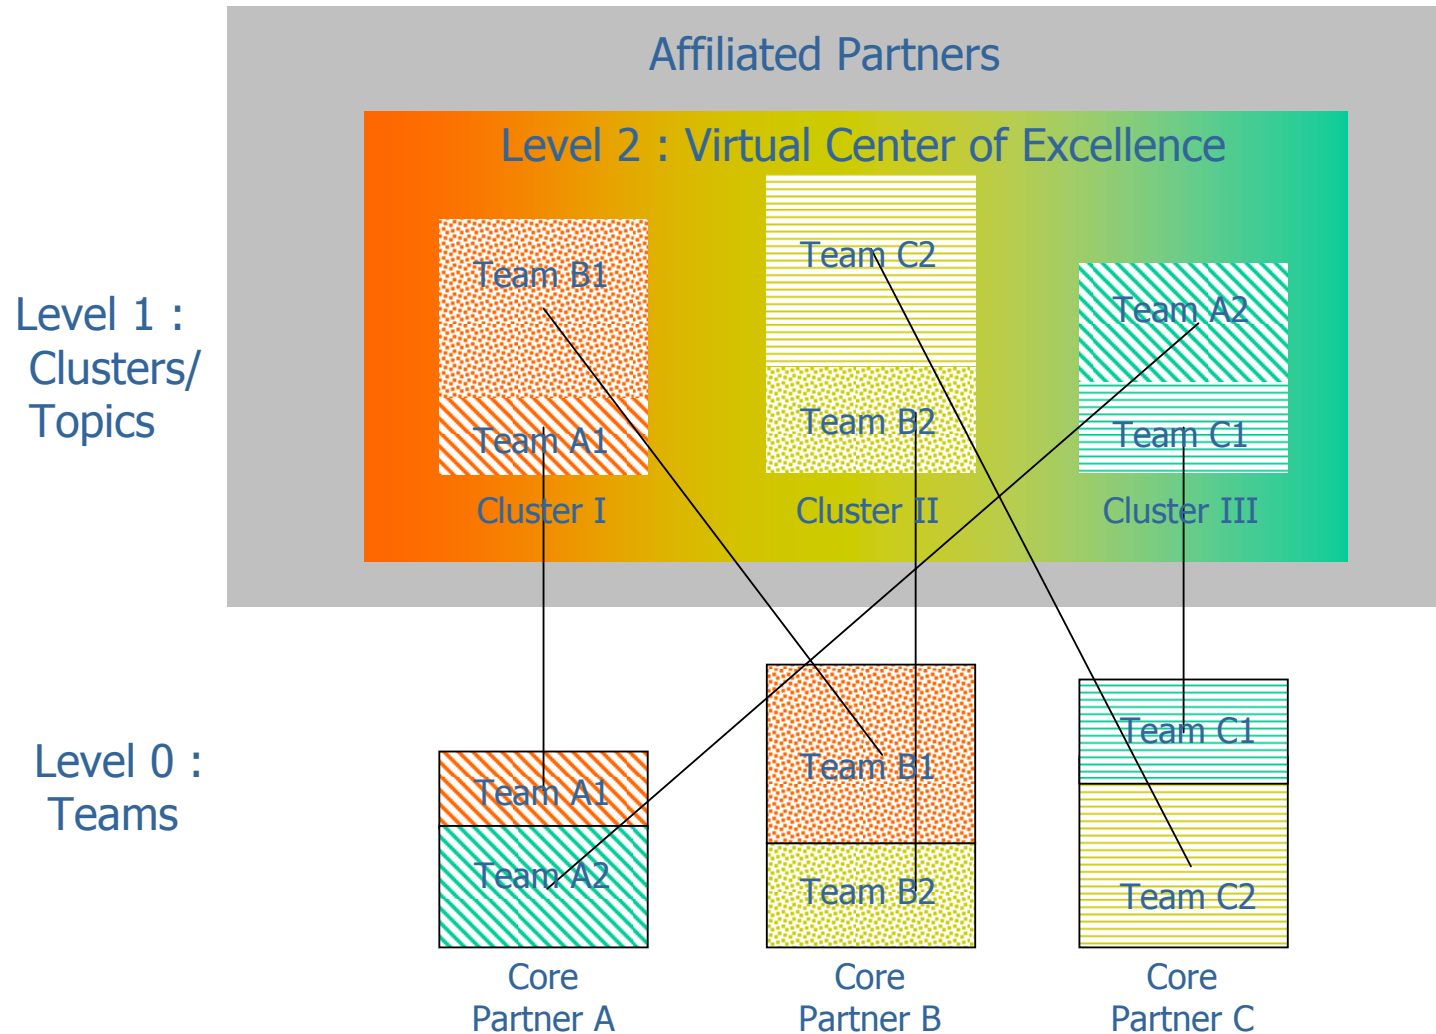 Affiliated Partners
Level 2 : Virtual Center of Excellence
Level 1 :
Clusters/
Topics
Team B1
Team A1
Cluster I
Team C2
Team B2
Cluster II
Team A2
Team C1
Cluster III
Level 0 :
Teams
Team A1
Team A2
Core
Partner A
Team B1
Team B2
Core
Partner B
Team C1
Team C2
Core
Partner C